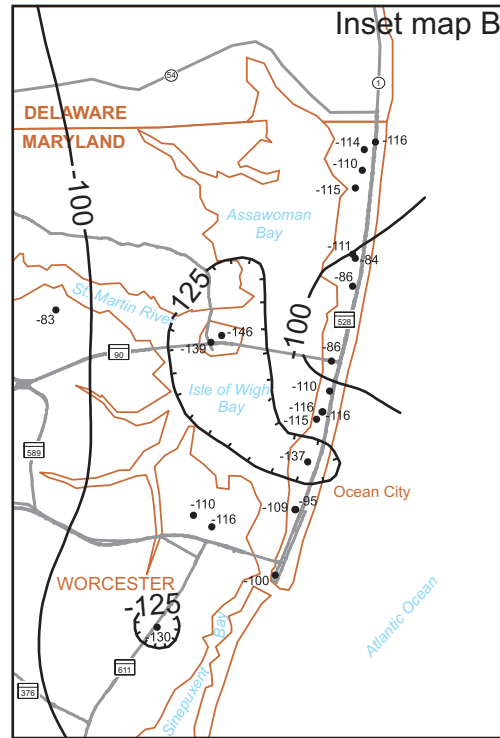 Inset map B
54
1
DELAWARE
MARYLAND
-114
-116
-110
-115
-100
Assawoman
Bay
-111
-84
-125
-86
St. Martin River
-83
-100
528
-146
-139
90
-86
Isle of Wigh
Bay
-110
-116
-116
-115
589
-137
Ocean City
-95
-109
-110
-116
-100
WORCESTER
-125
-130
Atlantic Ocean
Sinepuxent Bay
611
376